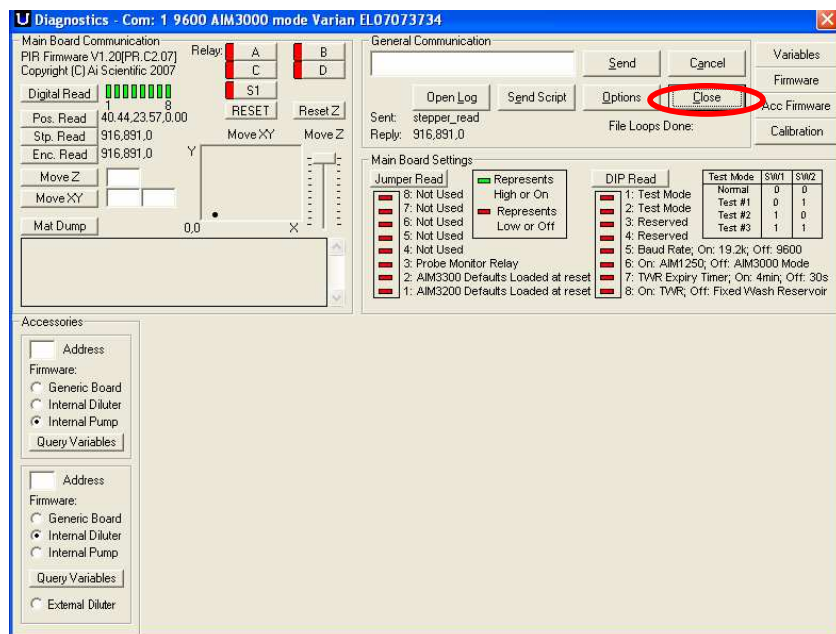 Diagnostics - Com: 1 9600 AIM3000 mode Varian EL07073734
Main Board Communication
PIR Firmware V1.20[PR.C2.07]
Copyright (C) Ai Scientific 2007
Relay:
A
B
C
D
S1
RESET
Reset Z
Digital Read
1 8
Pos. Read 40.44,23.57,0.00
Stp. Read 916,891,0
Enc. Read 916,891,0
Move Z
Move XY
Mat Dump
Move XY
Move Z
Y
0,0
X
General Communication
Send
Cancel
Open Log
Send Script
Options
Close
Sent: stepper_read
Reply: 916,891,0
File Loops Done:
Variables
Firmware
Acc Firmware
Calibration
Main Board Settings
Jumper Read
8: Not Used
7: Not Used
6: Not Used
5: Not Used
4: Not Used
3: Probe Monitor Relay
2: AIM3300 Defaults Loaded at reset
1: AIM3200 Defaults Loaded at reset
Represents
High or On
Represents
Low or Off
DIP Read
1: Test Mode
2: Test Mode
3: Reserved
4: Reserved
5: Baud Rate; On: 19.2k; Off: 9600
6: On: AIM1250; Off: AIM3000 Mode
7: TWR Expiry Timer; On: 4min; Off: 30s
8: On: TWR; Off: Fixed Wash Reservoir
Test Mode SW1 SW2
Normal 0 0
Test #1 0 1
Test #2 1 0
Test #3 1 1
Accessories
Address
Firmware:
Generic Board
Internal Diluter
Internal Pump
Query Variables
Address
Firmware:
Generic Board
Internal Diluter
Internal Pump
Query Variables
External Diluter